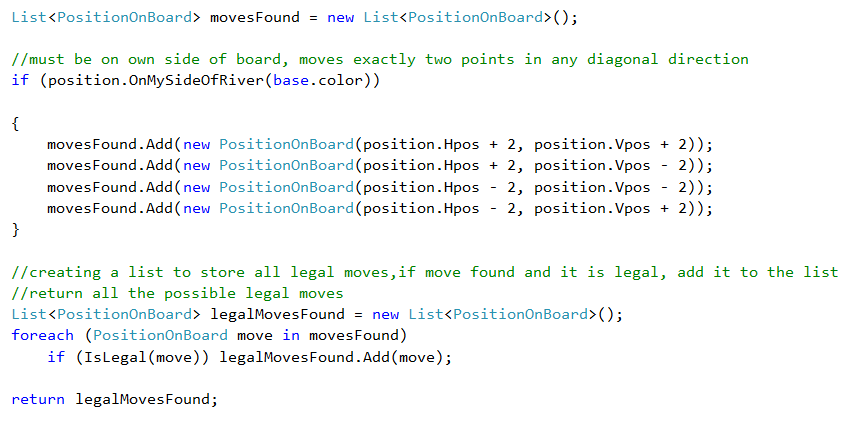 List<PositionOnBoard> movesFound = new List<PositionOnBoard>();
//must be on own side of board, moves exactly two points in any diagonal direction
if (position.OnMySideOfRiver(base.color))
{
    movesFound.Add(new PositionOnBoard(position.Hpos + 2, position.Vpos + 2));
    movesFound.Add(new PositionOnBoard(position.Hpos + 2, position.Vpos - 2));
    movesFound.Add(new PositionOnBoard(position.Hpos - 2, position.Vpos - 2));
    movesFound.Add(new PositionOnBoard(position.Hpos - 2, position.Vpos + 2));
}
//creating a list to store all legal moves,if move found and it is legal, add it to the list
//return all the possible legal moves
List<PositionOnBoard> legalMovesFound = new List<PositionOnBoard>();
foreach (PositionOnBoard move in movesFound)
    if (IsLegal(move)) legalMovesFound.Add(move);
return legalMovesFound;